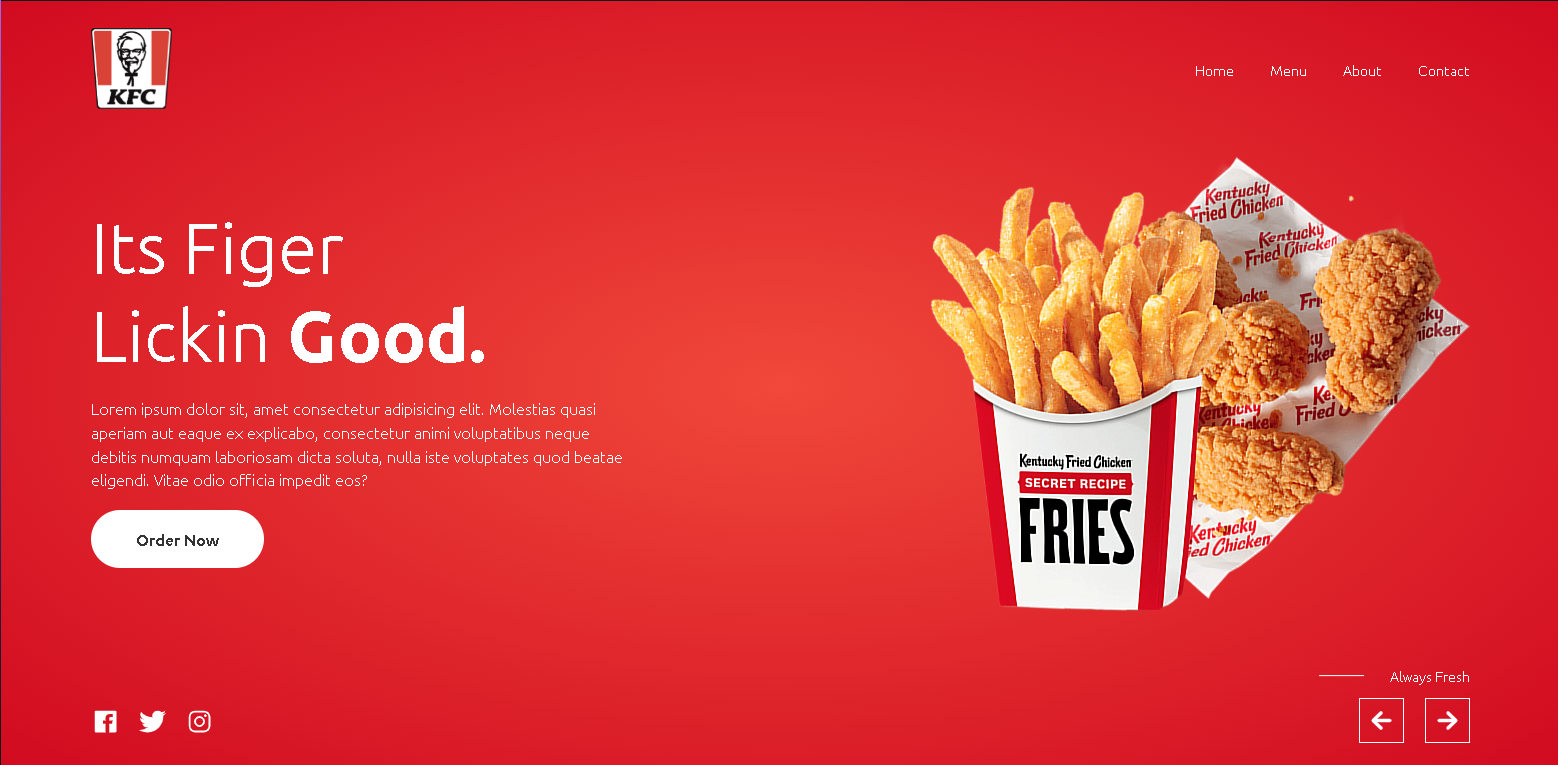 KFC
Home Menu About Contact
Its Figer
Lickin Good.
Lorem ipsum dolor sit, amet consectetur adipisicing elit. Molestias quasi
aperiam aut eaque ex explicabo, consectetur animi voluptatibus neque
debitis numquam laboriosam dicta soluta, nulla iste voluptates quod beatae
eligendi. Vitae odio officia impedit eos?
Order Now
Kentucky
Fried Chicken
Kentucky
Fried Chicken
Kentucky Fried Chicken
SECRET RECIPE
FRIES
Kentucky
Chicken
Always Fresh